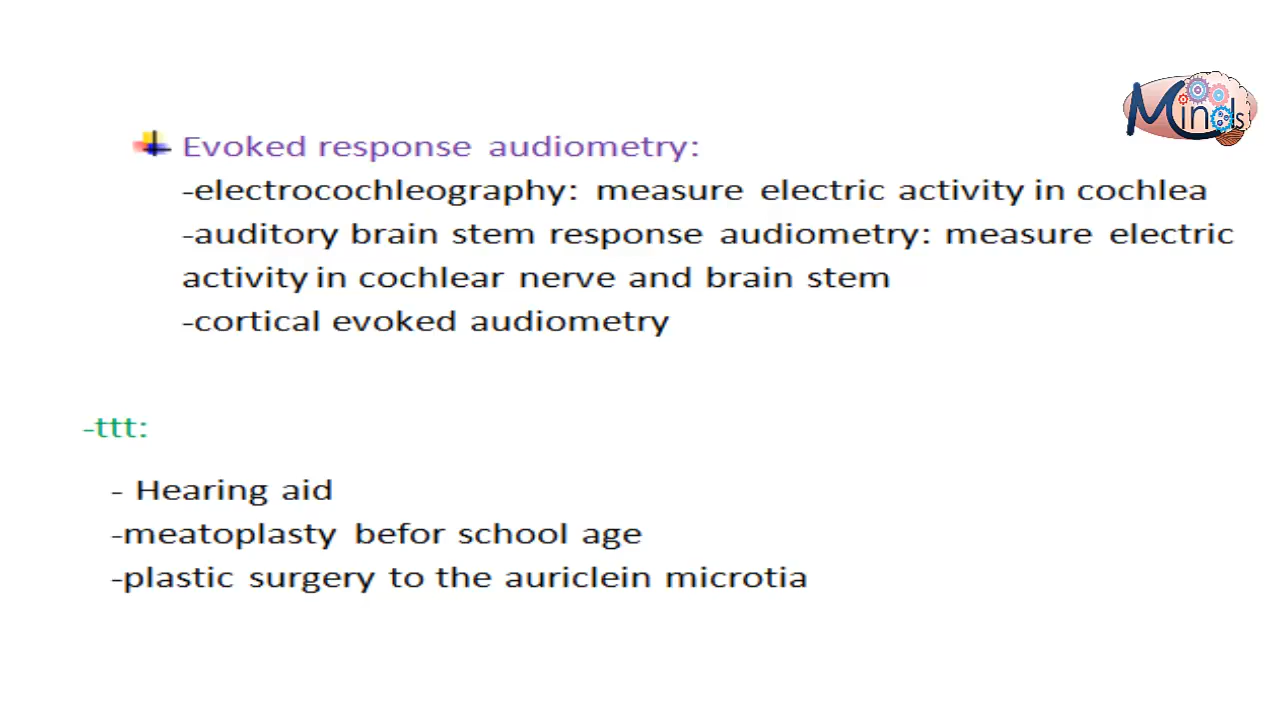 Minds
Evoked response audiometry:
-electrocochleography: measure electric activity in cochlea
-auditory brain stem response audiometry: measure electric
activity in cochlear nerve and brain stem
-cortical evoked audiometry
-ttt:
- Hearing aid
-meatoplasty befor school age
-plastic surgery to the auriclein microtia